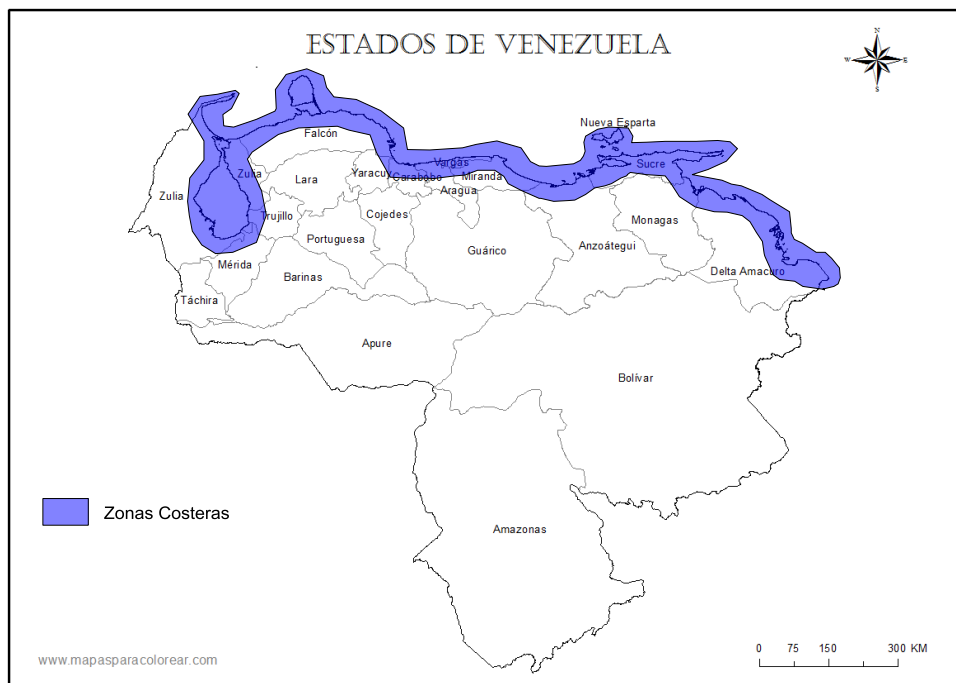 ESTADOS DE VENEZUELA
N
W
E
S
Nueva Esparta
Falcón
Vargas
Sucre
Zulia
Lara
Yaracuy
Carabobo
Miranda
Aragua
Zulia
Trujillo
Cojedes
Monagas
Portuguesa
Guárico
Anzoátegui
Mérida
Barinas
Delta Amacuro
Táchira
Apure
Bolívar
Zonas Costeras
Amazonas
0 75 150 300 KM
www.mapasparacolorear.com